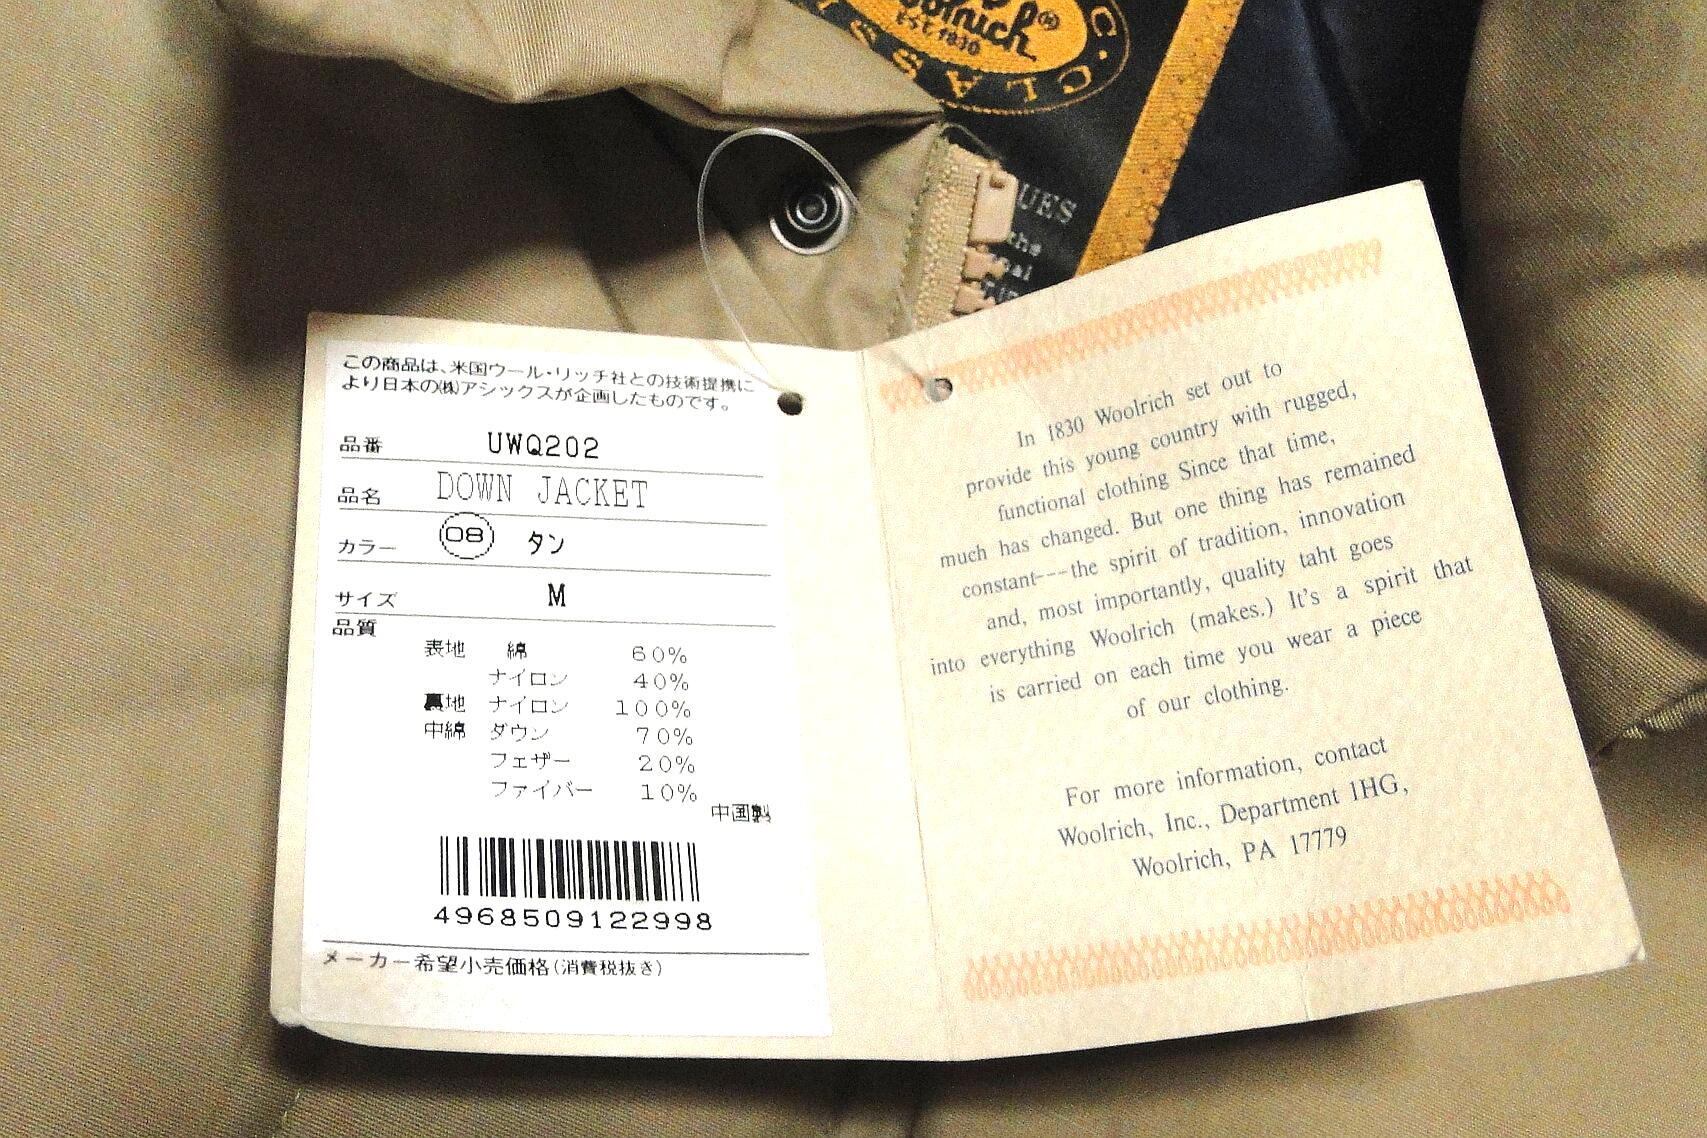 C·CLASSI
Woolrich®
EST. 1830
UES
the
この商品は、米国ウール・リッチ社との技術提携に
より日本の㈱アシックスが企画したものです。
品番 UWQ202
品名 DOWN JACKET
カラー 08 タン
サイズ M
品質
表地 綿 60%
ナイロン 40%
裏地 ナイロン 100%
中綿 ダウン 70%
フェザー 20%
ファイバー 10%
中国製
4968509122998
メーカー希望小売価格(消費税抜き)
In 1830 Woolrich set out to
provide this young country with rugged,
functional clothing Since that time,
much has changed. But one thing has remained
constant---the spirit of tradition, innovation
and, most importantly, quality taht goes
into everything Woolrich (makes.) It's a spirit that
is carried on each time you wear a piece
of our clothing.
For more information, contact
Woolrich, Inc., Department 1HG,
Woolrich, PA 17779